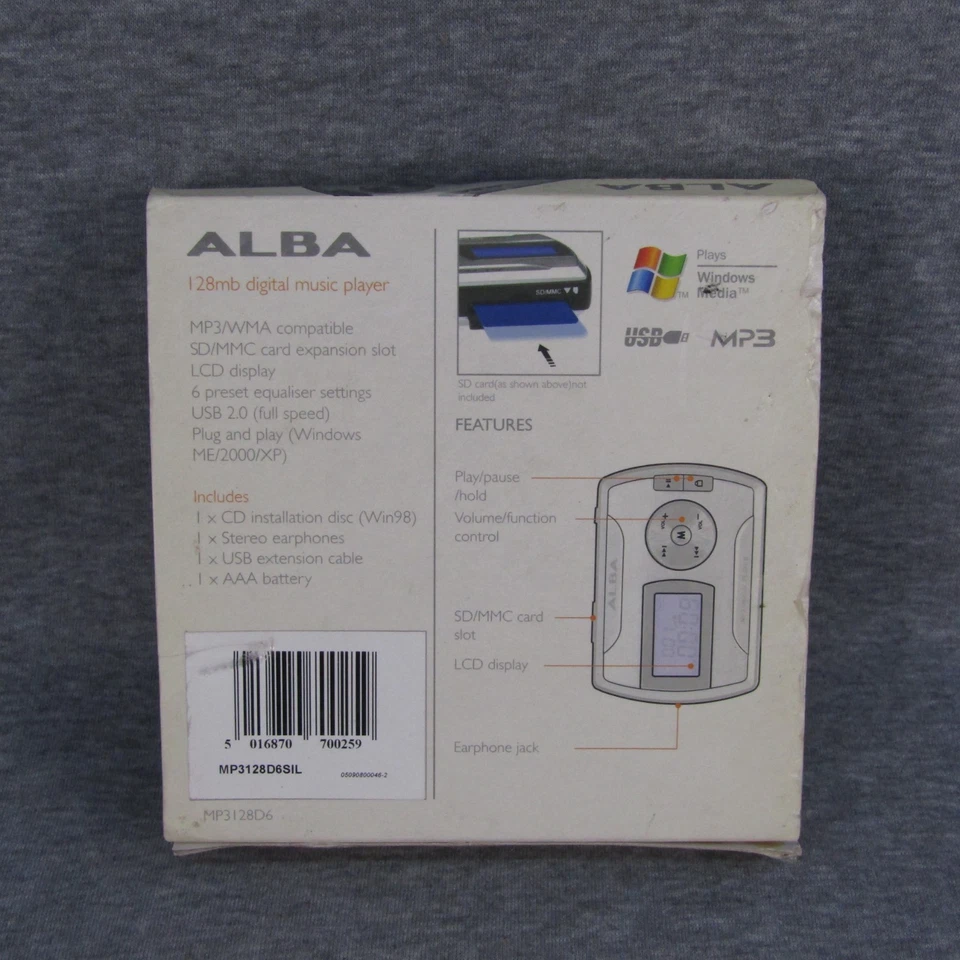 ALBA
ALBA
128mb digital music player
MP3/WMA compatible
SD/MMC card expansion slot
LCD display
6 preset equaliser settings
USB 2.0 (full speed)
Plug and play (Windows
ME/2000/XP)
Includes
1 x CD installation disc (Win98)
1 x Stereo earphones
1 x USB extension cable
1 x AAA battery
5 016870 700259
MP3128D6SIL
MP3128D6
SD/MMC
SD card(as shown above)not
included
Plays
Windows
Media™
TM
USB
MP3
FEATURES
Play/pause
/hold
Volume/function
control
SD/MMC card
slot
LCD display
Earphone jack
VOL +
VOL -
M
ALBA